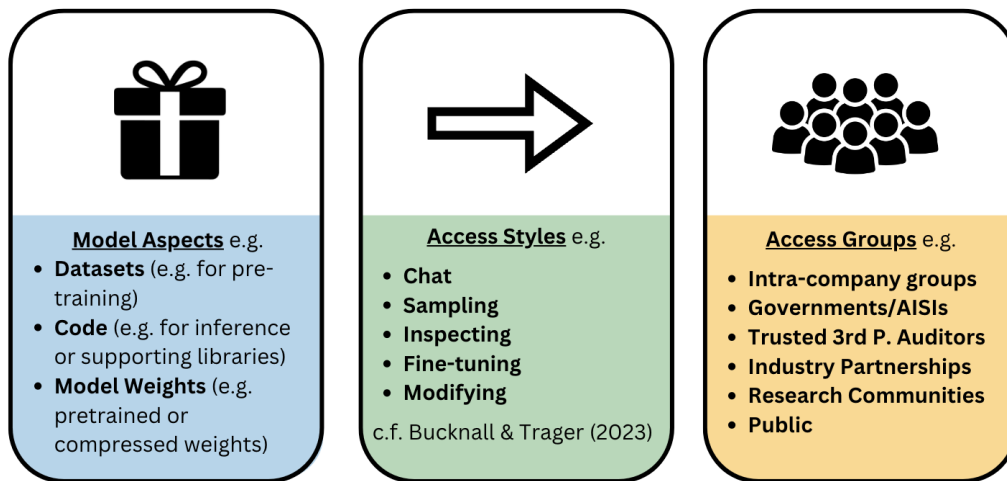 Model Aspects e.g.
• Datasets (e.g. for pre-
training)
• Code (e.g. for inference
or supporting libraries)
• Model Weights (e.g.
pretrained or
compressed weights)
Access Styles e.g.
• Chat
• Sampling
• Inspecting
• Fine-tuning
• Modifying
c.f. Bucknall & Trager (2023)
Access Groups e.g.
• Intra-company groups
• Governments/AISIs
• Trusted 3rd P. Auditors
• Industry Partnerships
• Research Communities
• Public